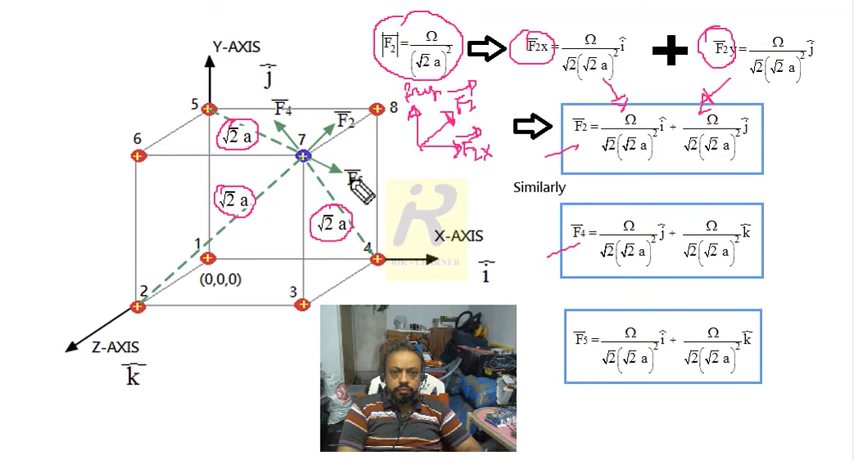 Y-AXIS
ĵ
5
8
6
7
F̅₄
F̅₂
F̅₅
√2 a
√2 a
√2 a
1
(0,0,0)
2
3
4
X-AXIS
î
Z-AXIS
k̂
|F̅₂| = Ω/(√2 a)²
F̅₂x = Ω/√2(√2 a)² î
+
F̅₂y = Ω/√2(√2 a)² ĵ
F2x
F̅₂ = Ω/√2(√2 a)² î + Ω/√2(√2 a)² ĵ
Similarly
F̅₄ = Ω/√2(√2 a)² ĵ + Ω/√2(√2 a)² k̂
F̅₅ = Ω/√2(√2 a)² î + Ω/√2(√2 a)² k̂